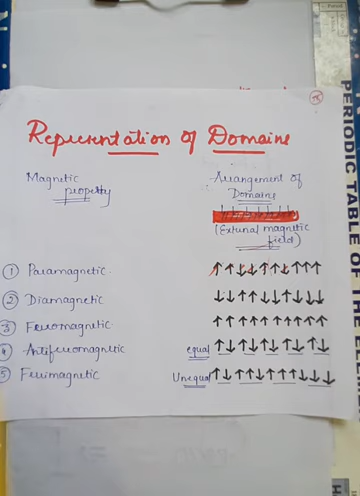 Representation of Domains
Magnetic property
Arrangement of Domains
(External magnetic field)
① Paramagnetic
② Diamagnetic
③ Ferromagnetic
④ Antiferromagnetic equal
⑤ Ferrimagnetic Unequal
PERIODIC TABLE OF THE ELEME